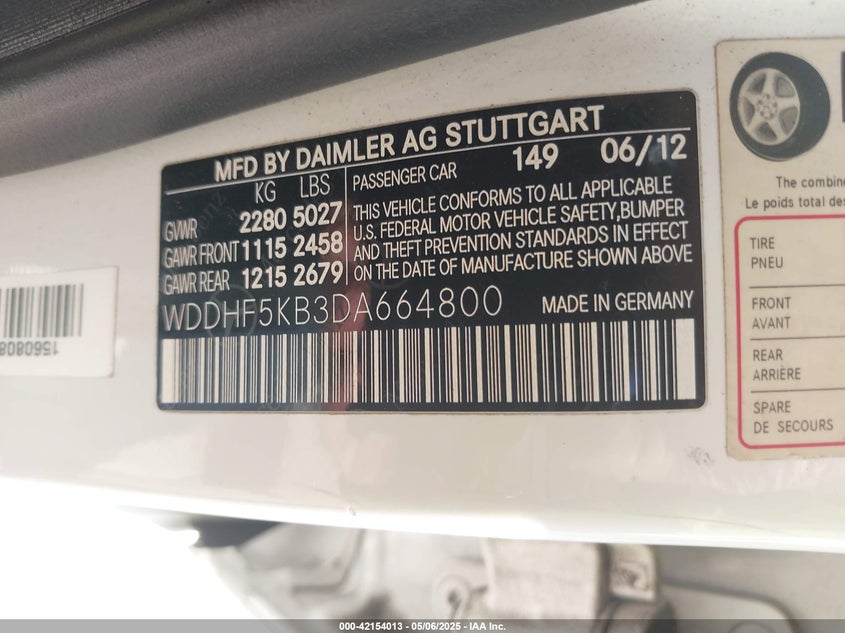 MFD BY DAIMLER AG STUTTGART
KG LBS
GVWR 2280 5027
GAWR FRONT 1115 2458
GAWR REAR 1215 2679
PASSENGER CAR 149 06/12
THIS VEHICLE CONFORMS TO ALL APPLICABLE
U.S. FEDERAL MOTOR VEHICLE SAFETY,BUMPER
AND THEFT PREVENTION STANDARDS IN EFFECT
ON THE DATE OF MANUFACTURE SHOWN ABOVE
WDDHF5KB3DA664800 MADE IN GERMANY
1560808
The combine
Le poids total des
TIRE
PNEU
FRONT
AVANT
REAR
ARRIÈRE
SPARE
DE SECOURS
000-42154013 - 05/06/2025 - IAA Inc.